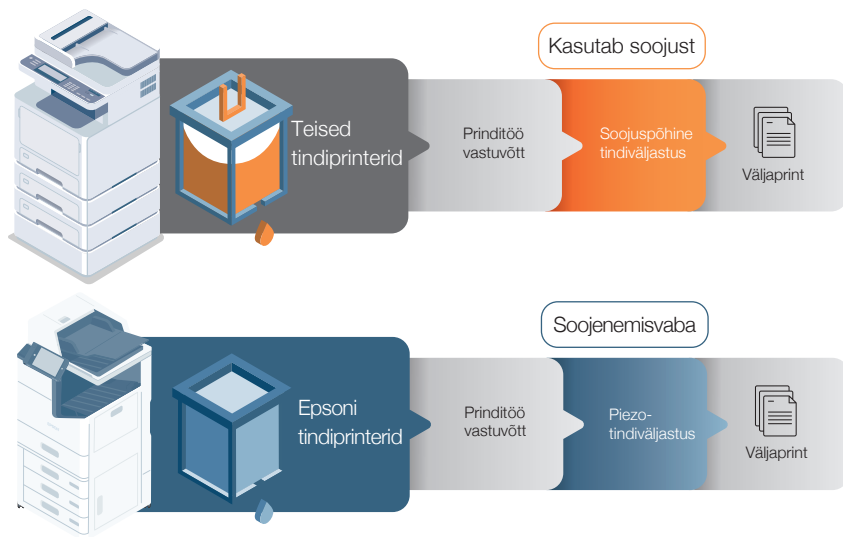 Kasutab soojust
Teised
tindiprinterid
Prinditöö
vastuvõtt
Soojuspõhine
tindiväljastus
Väljaprint
Soojenemisvaba
Epsoni
tindiprinterid
Prinditöö
vastuvõtt
Piezo-
tindiväljastus
Väljaprint